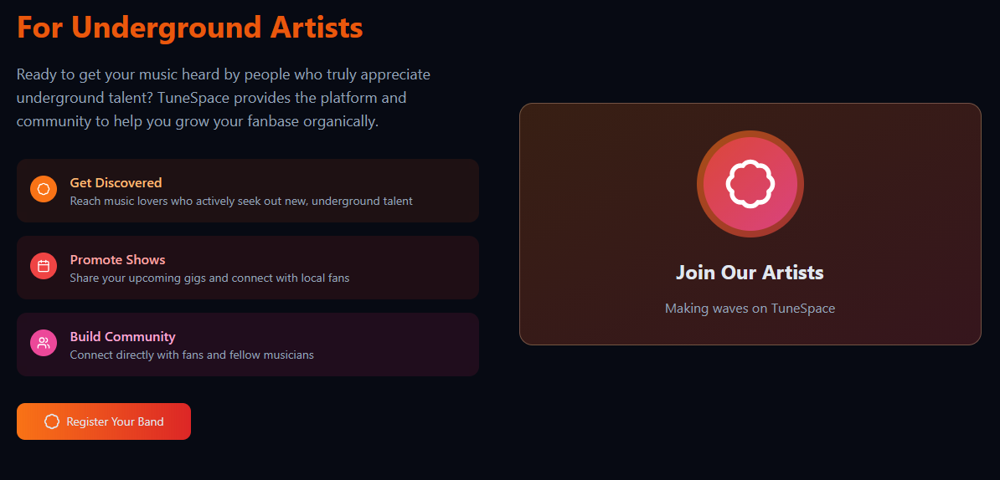 For Underground Artists
Ready to get your music heard by people who truly appreciate
underground talent? TuneSpace provides the platform and
community to help you grow your fanbase organically.
Get Discovered
Reach music lovers who actively seek out new, underground talent
Promote Shows
Share your upcoming gigs and connect with local fans
Build Community
Connect directly with fans and fellow musicians
Register Your Band
Join Our Artists
Making waves on TuneSpace